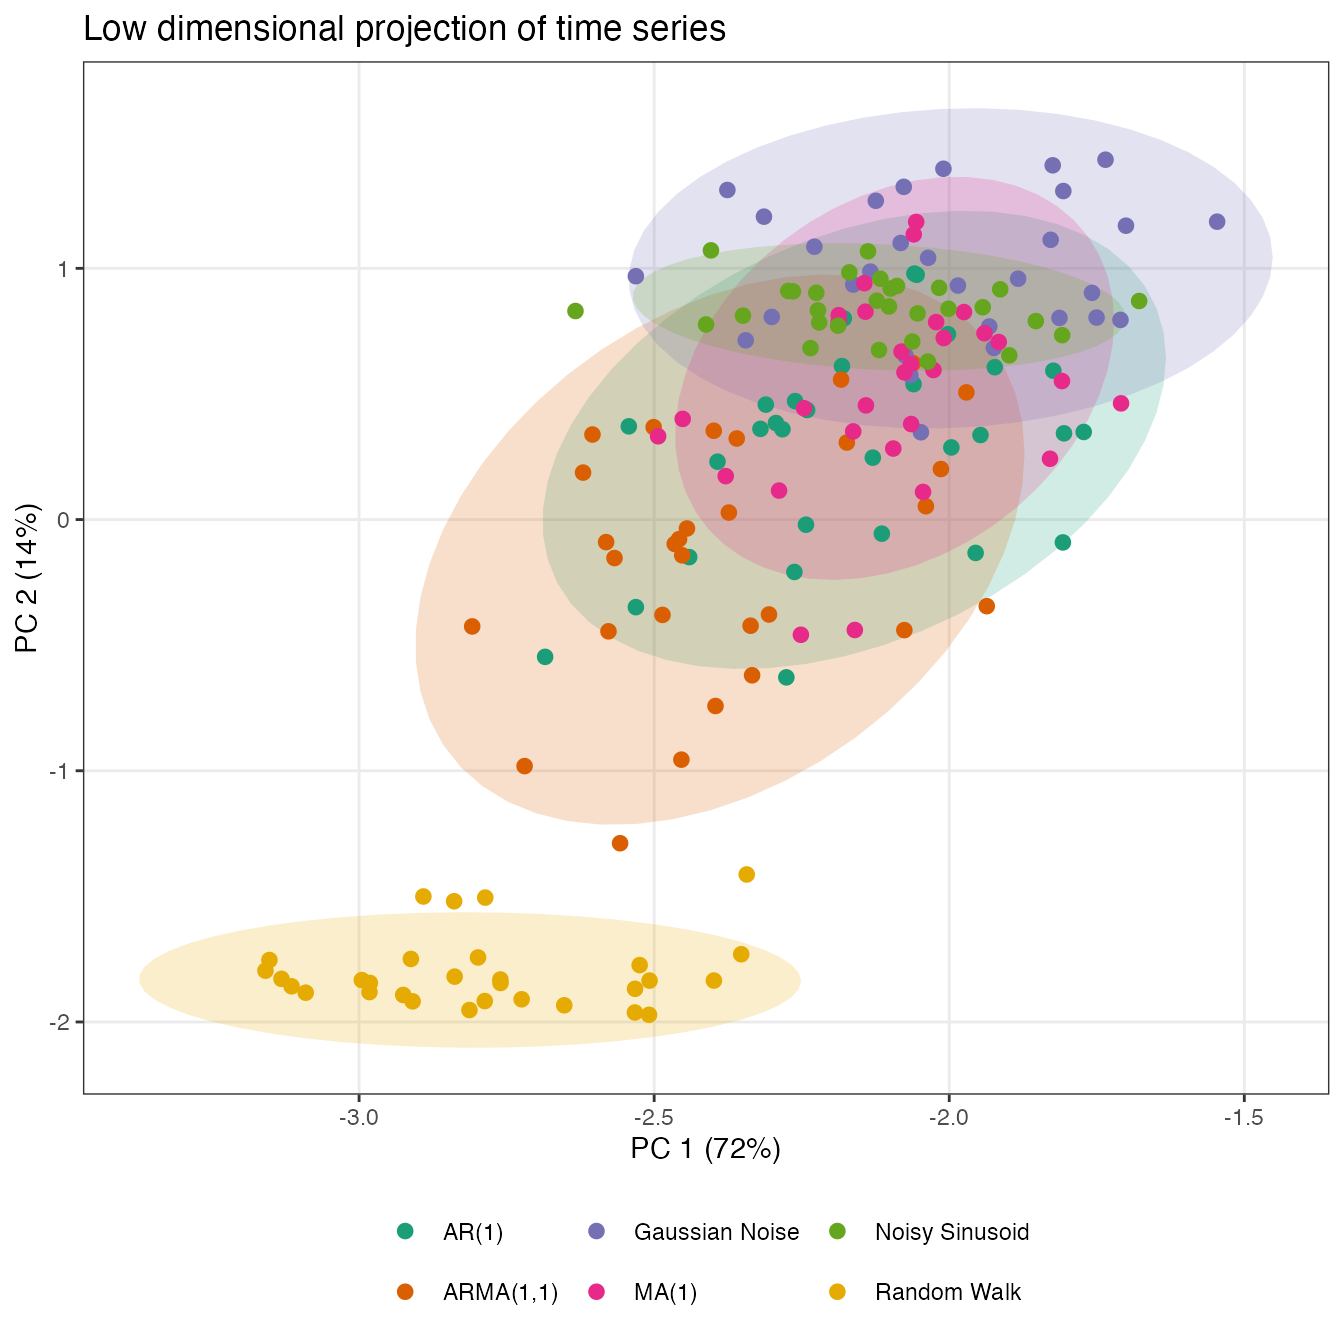 Low dimensional projection of time series
1
0
-1
-2
PC 2 (14%)
-3.0 -2.5 -2.0 -1.5
PC 1 (72%)
AR(1) Gaussian Noise Noisy Sinusoid
ARMA(1,1) MA(1) Random Walk